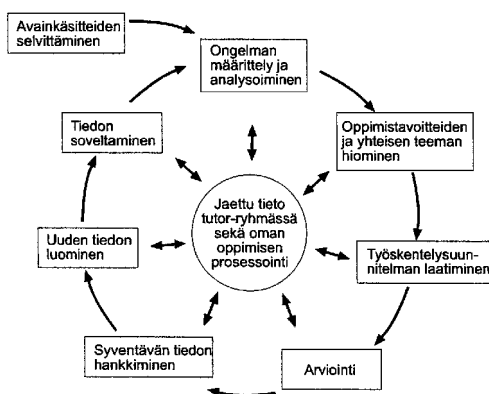 Avainkäsitteiden
selvittäminen
Ongelman
määrittely ja
analysoiminen
Oppimistavoitteiden
ja yhteisen teeman
hiominen
Työskentelysuun-
nitelman laatiminen
Arviointi
Syventävän tiedon
hankkiminen
Uuden tiedon
luominen
Tiedon
soveltaminen
Jaettu tieto
tutor-ryhmässä
sekä oman
oppimisen
prosessointi